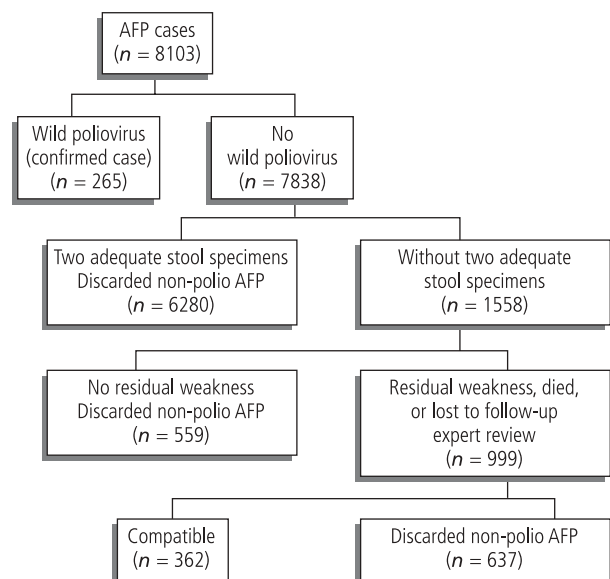 AFP cases
(n = 8103)
Wild poliovirus
(confirmed case)
(n = 265)
No
wild poliovirus
(n = 7838)
Two adequate stool specimens
Discarded non-polio AFP
(n = 6280)
Without two adequate
stool specimens
(n = 1558)
No residual weakness
Discarded non-polio AFP
(n = 559)
Residual weakness, died,
or lost to follow-up
expert review
(n = 999)
Compatible
(n = 362)
Discarded non-polio AFP
(n = 637)